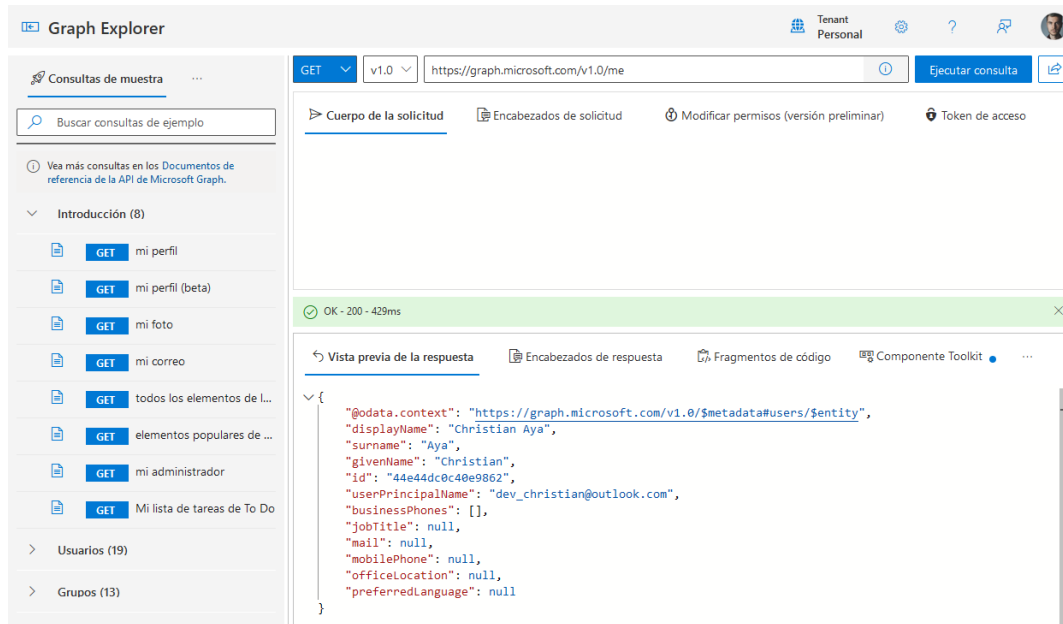 Graph Explorer
Tenant
Personal
Consultas de muestra
...
Buscar consultas de ejemplo
Vea más consultas en los Documentos de
referencia de la API de Microsoft Graph.
Introducción (8)
GET mi perfil
GET mi perfil (beta)
GET mi foto
GET mi correo
GET todos los elementos de l...
GET elementos populares de ...
GET mi administrador
GET Mi lista de tareas de To Do
Usuarios (19)
Grupos (13)
GET v1.0 https://graph.microsoft.com/v1.0/me Ejecutar consulta
Cuerpo de la solicitud Encabezados de solicitud Modificar permisos (versión preliminar) Token de acceso
OK - 200 - 429ms
Vista previa de la respuesta Encabezados de respuesta Fragmentos de código Componente Toolkit ...
{
"@odata.context": "https://graph.microsoft.com/v1.0/$metadata#users/$entity",
"displayName": "Christian Aya",
"surname": "Aya",
"givenName": "Christian",
"id": "44e44dc0c40e9862",
"userPrincipalName": "dev_christian@outlook.com",
"businessPhones": [],
"jobTitle": null,
"mail": null,
"mobilePhone": null,
"officeLocation": null,
"preferredLanguage": null
}